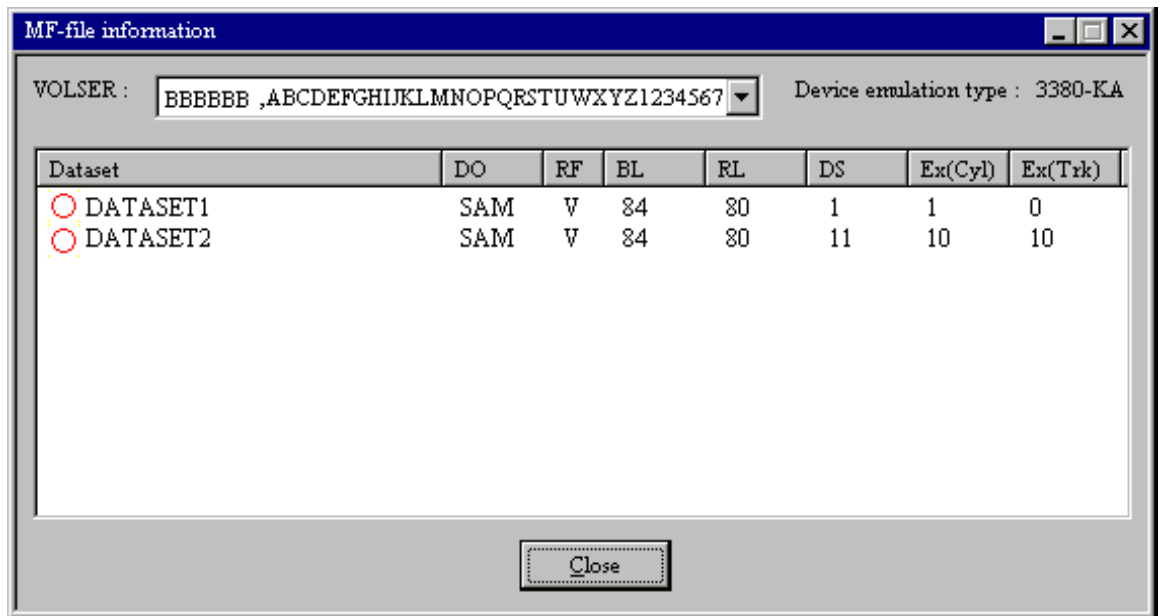 MF-file information
VOLSER : BBBBBB ,ABCDEFGHIJKLMNOPQRSTUWXYZ1234567 Device emulation type : 3380-KA
Dataset DO RF BL RL DS Ex(Cyl) Ex(Trk)
DATASET1 SAM V 84 80 1 1 0
DATASET2 SAM V 84 80 11 10 10
Close